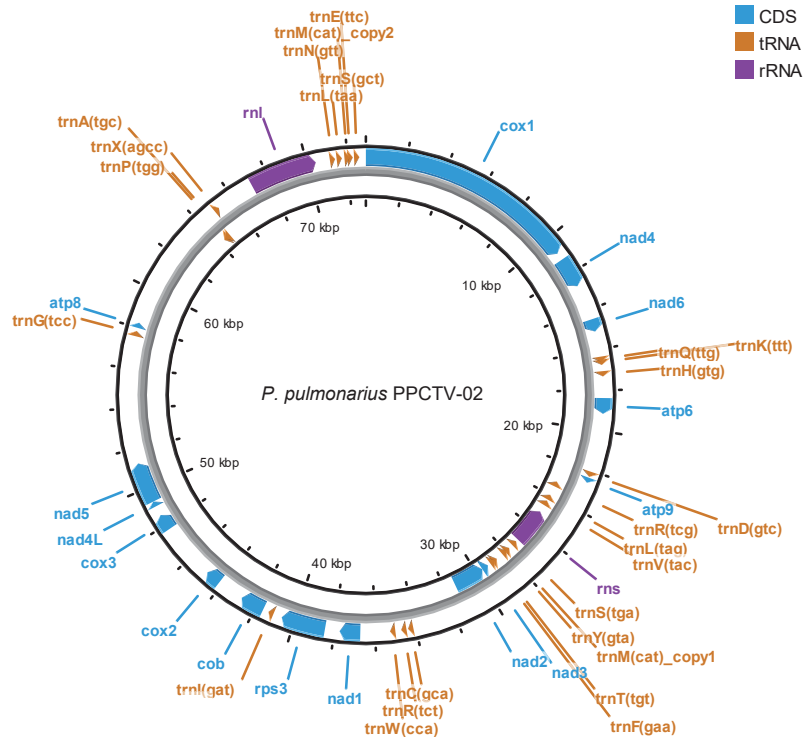 CDS
tRNA
rRNA
trnE(ttc)
trnM(cat)_copy2
trnN(gtt)
trnS(gct)
trnL(taa)
rnl
cox1
trnA(tgc)
trnX(agcc)
trnP(tgg)
nad4
70 kbp
10 kbp
nad6
atp8
trnG(tcc)
60 kbp
trnK(ttt)
trnQ(ttg)
trnH(gtg)
P. pulmonarius PPCTV-02
atp6
20 kbp
50 kbp
nad5
nad4L
cox3
atp9
trnD(gtc)
trnR(tcg)
trnL(tag)
trnV(tac)
30 kbp
40 kbp
rns
trnS(tga)
trnY(gta)
trnM(cat)_copy1
cox2
cob
nad2
nad3
trnI(gat)
rps3
nad1
trnC(gca)
trnR(tct)
trnW(cca)
trnT(tgt)
trnF(gaa)